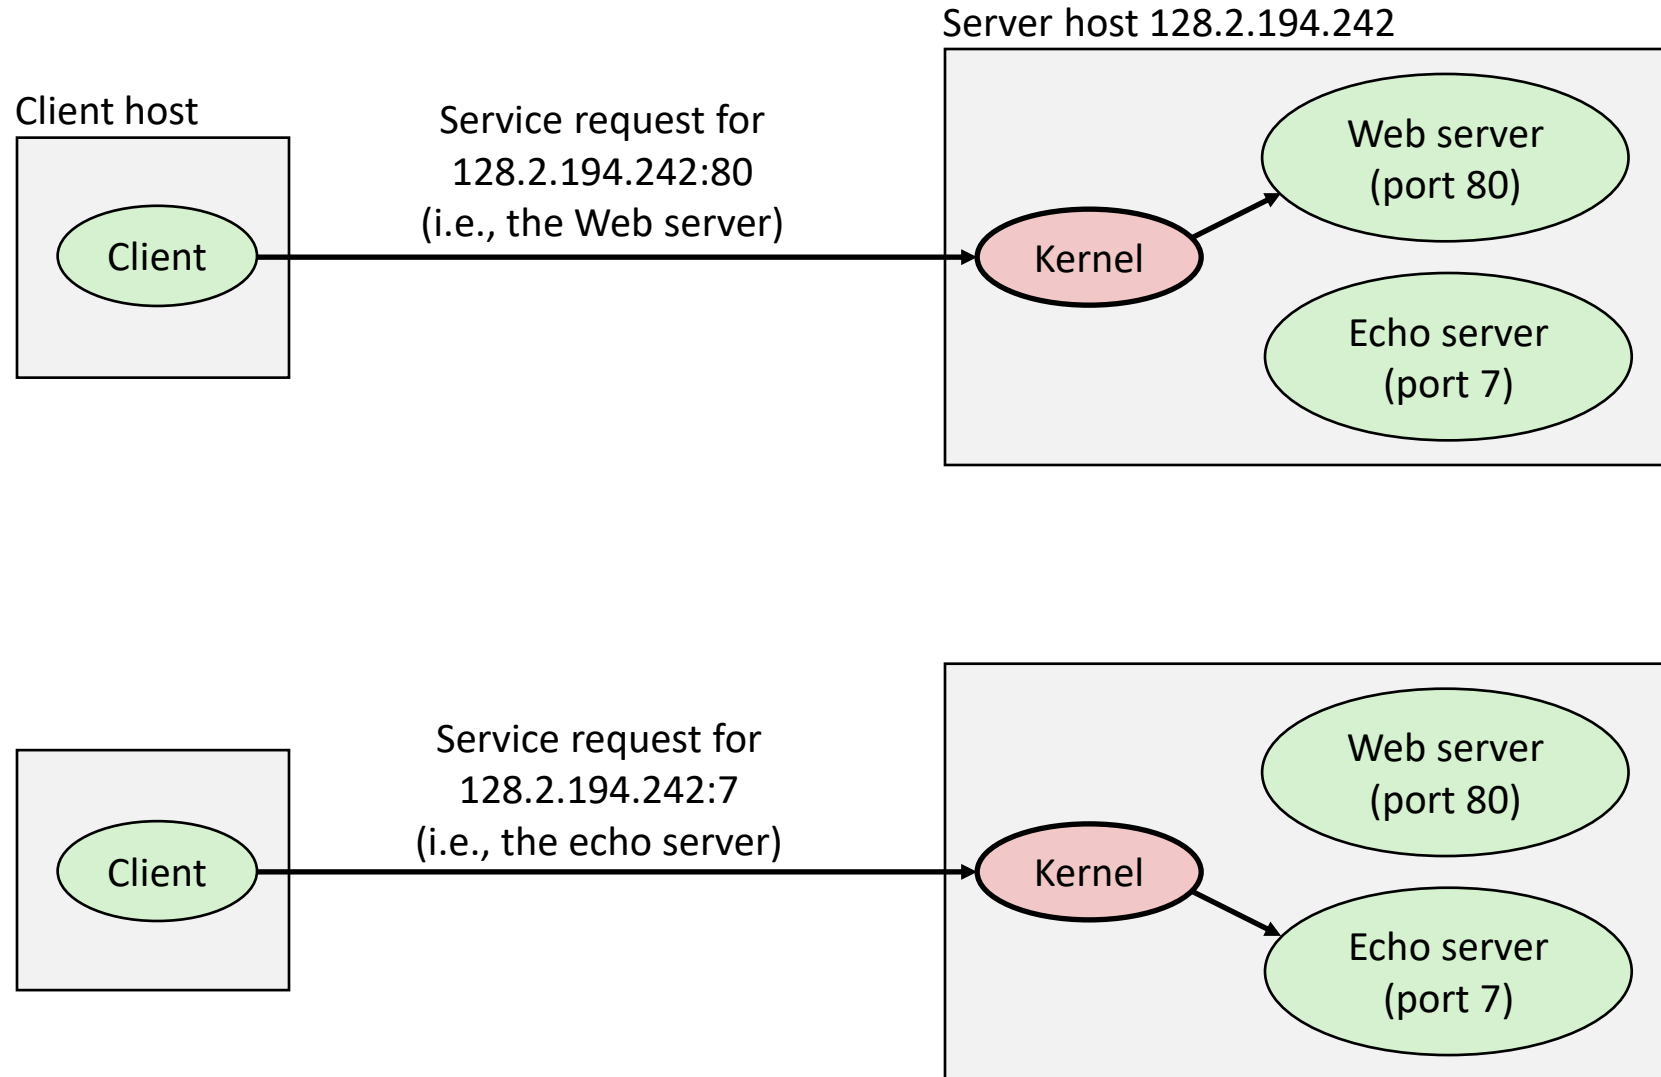 Server host 128.2.194.242
Client host
Service request for
128.2.194.242:80
(i.e., the Web server)
Client
Kernel
Web server
(port 80)
Echo server
(port 7)
Service request for
128.2.194.242:7
(i.e., the echo server)
Client
Kernel
Web server
(port 80)
Echo server
(port 7)